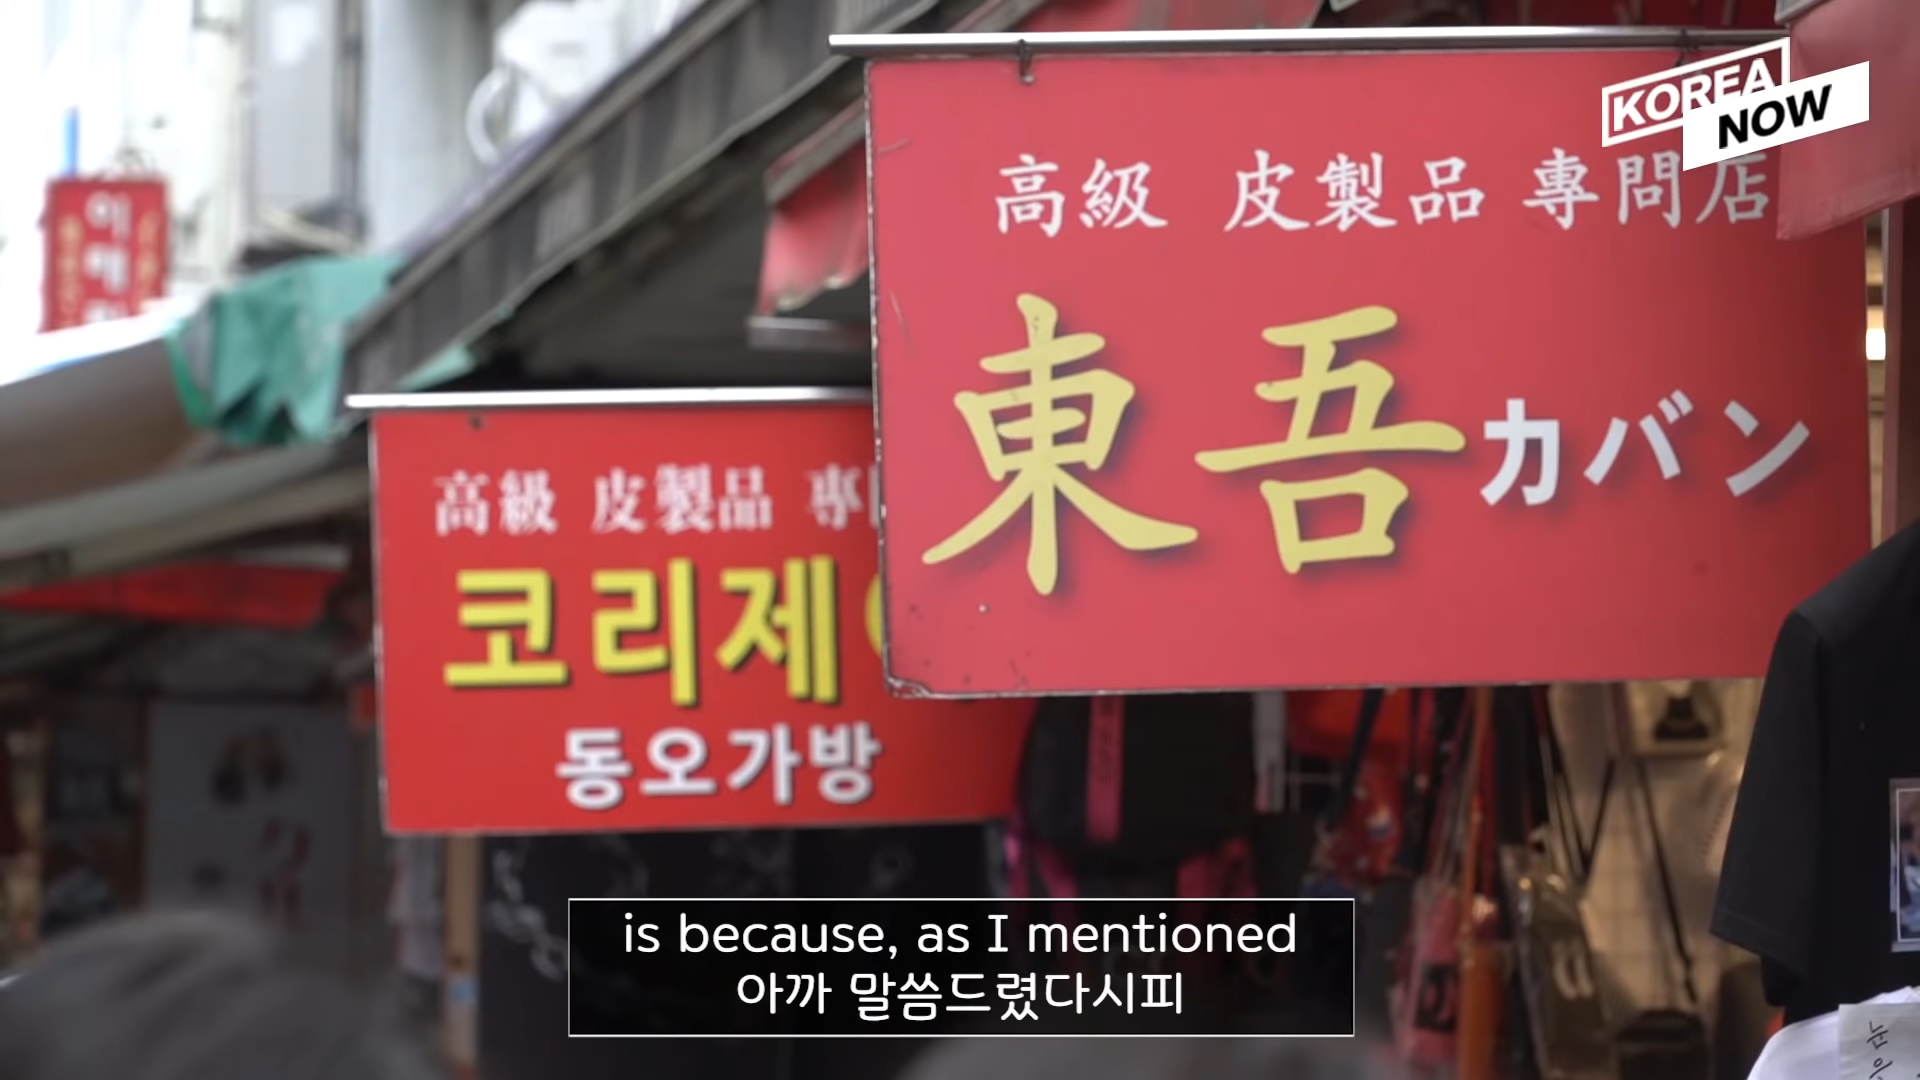 KOREA
NOW
高級 皮製品 専問店
東吾カバン
高級 皮製品
코리제
동오가방
is because, as I mentioned
아까 말씀드렸다시피